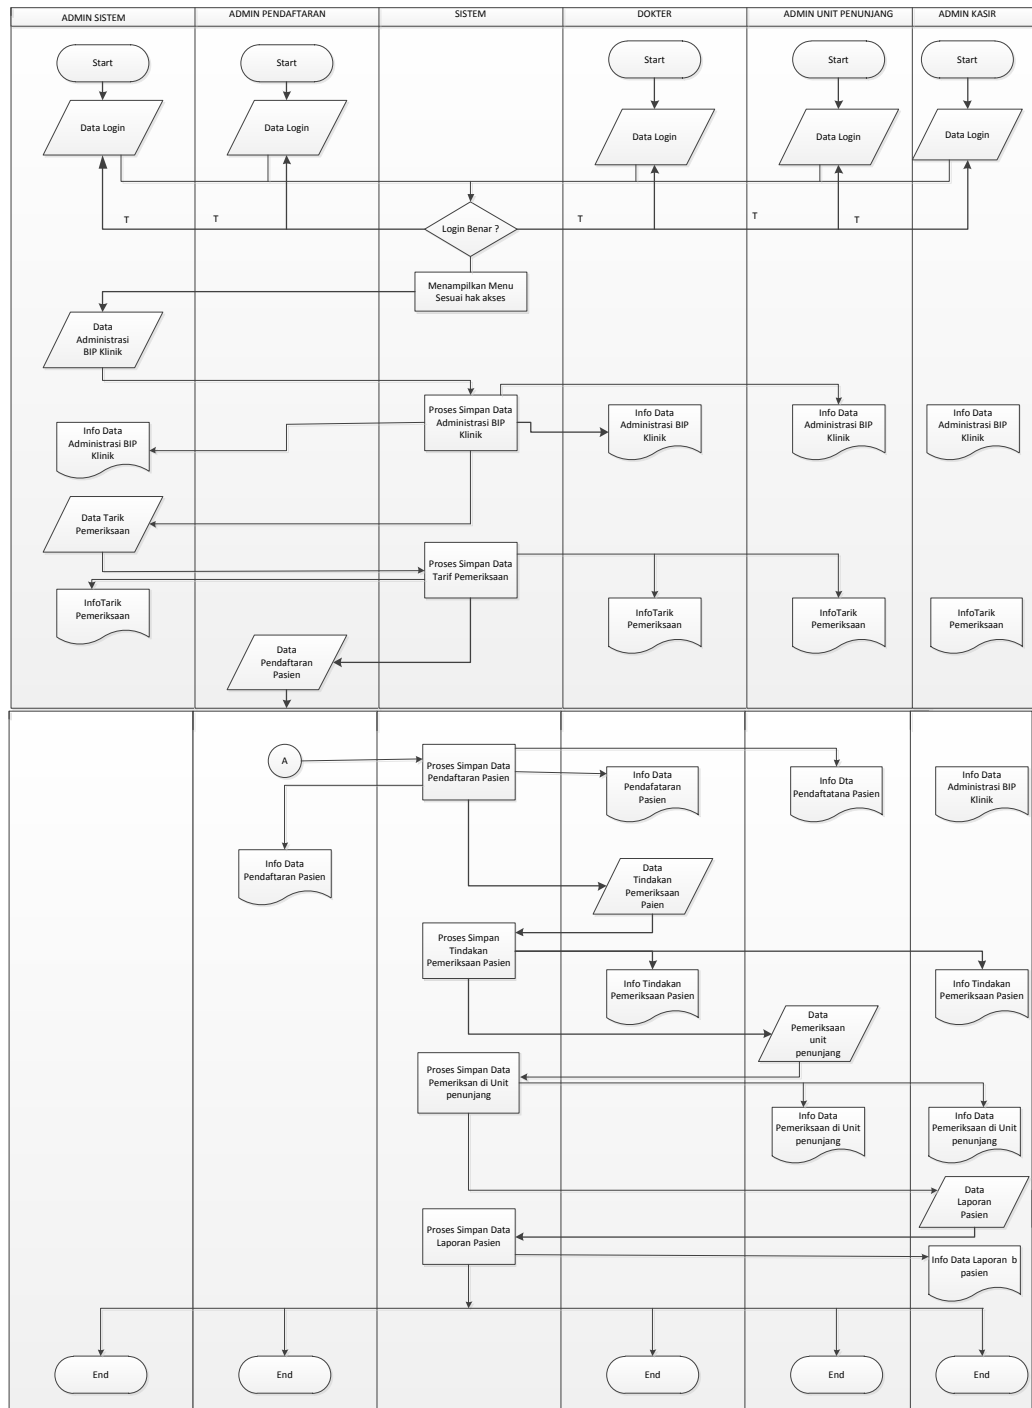 ADMIN SISTEM
ADMIN PENDAFTARAN
SISTEM
DOKTER
ADMIN UNIT PENUNJANG
ADMIN KASIR
Start
Start
Start
Start
Start
Data Login
Data Login
Data Login
Data Login
Data Login
T
T
T
T
T
Login Benar ?
Menampilkan Menu
Sesuai hak akses
Data
Administrasi
BIP Klinik
Proses Simpan Data
Administrasi BIP
Klinik
Info Data
Administrasi BIP
Klinik
Info Data
Administrasi BIP
Klinik
Info Data
Administrasi BIP
Klinik
Info Data
Administrasi BIP
Klinik
Data Tarik
Pemeriksaan
Proses Simpan Data
Tarif Pemeriksaan
InfoTarik
Pemeriksaan
InfoTarik
Pemeriksaan
InfoTarik
Pemeriksaan
InfoTarik
Pemeriksaan
Data
Pendaftaran
Pasien
A
Proses Simpan Data
Pendaftaran Pasien
Info Data
Pendafataran
Pasien
Info Dta
Pendaftatana Pasien
Info Data
Administrasi BIP
Klinik
Info Data
Pendaftaran Pasien
Data
Tindakan
Pemeriksaan
Paien
Proses Simpan
Tindakan
Pemeriksaan Pasien
Info Tindakan
Pemeriksaan Pasien
Info Tindakan
Pemeriksaan Pasien
Data
Pemeriksaan
unit
penunjang
Proses Simpan Data
Pemeriksan di Unit
penunjang
Info Data
Pemeriksaan di Unit
penunjang
Info Data
Pemeriksaan di Unit
penunjang
Data
Laporan
Pasien
Proses Simpan Data
Laporan Pasien
Info Data Laporan b
pasien
End
End
End
End
End